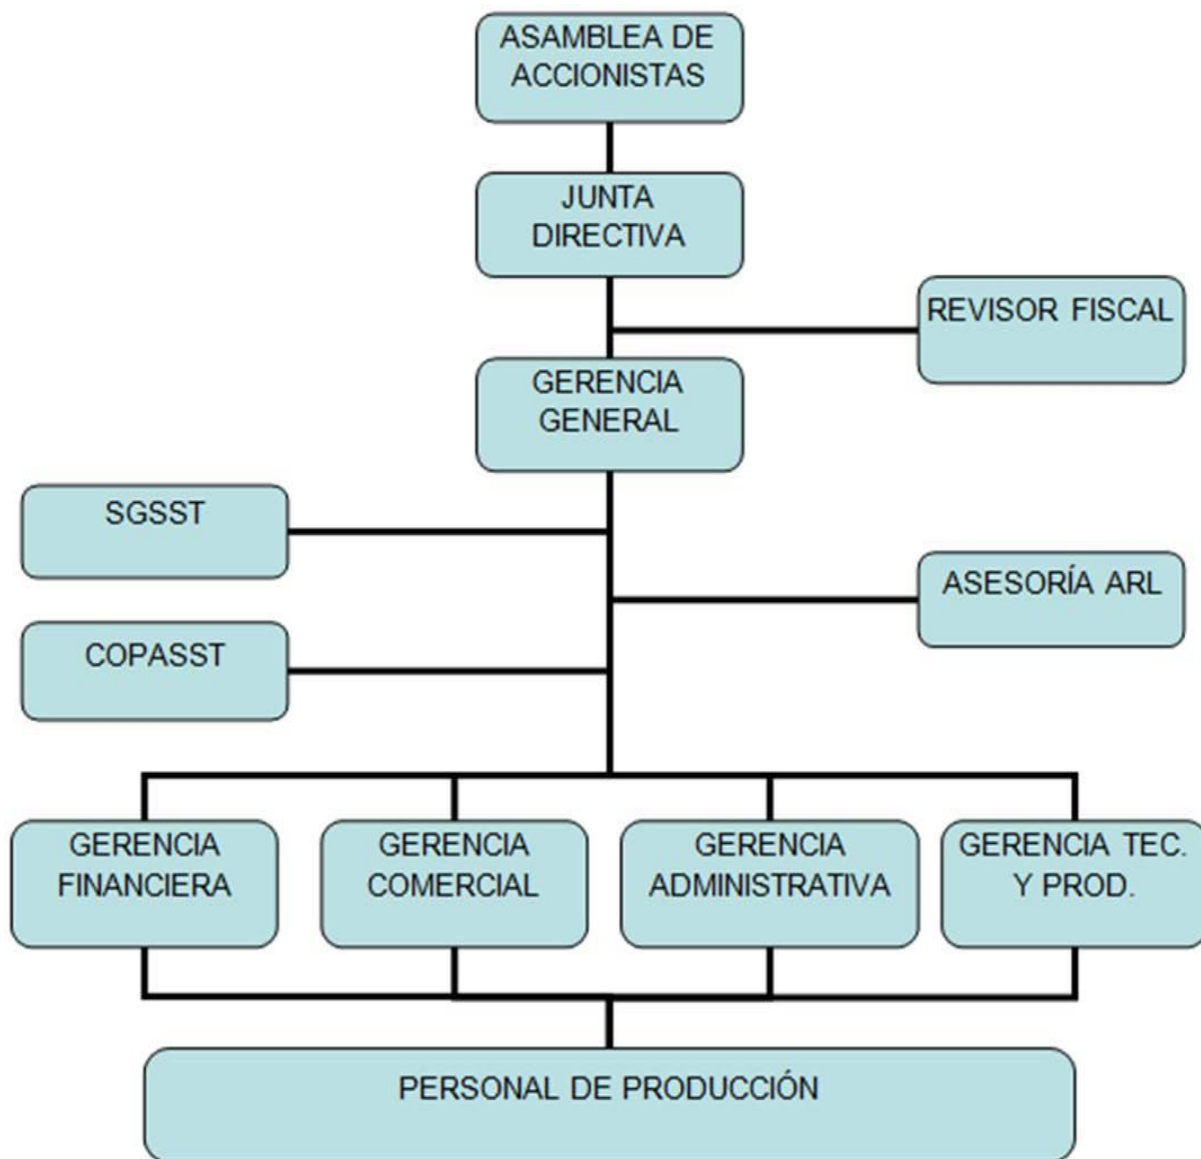 ASAMBLEA DE
ACCIONISTAS
JUNTA
DIRECTIVA
REVISOR FISCAL
GERENCIA
GENERAL
SGSST
ASESORÍA ARL
COPASST
GERENCIA
FINANCIERA
GERENCIA
COMERCIAL
GERENCIA
ADMINISTRATIVA
GERENCIA TEC.
Y PROD.
PERSONAL DE PRODUCCIÓN